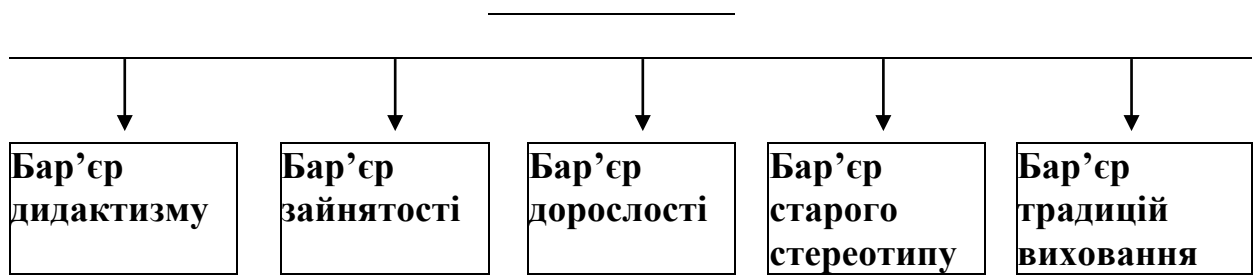 Бар’єр
дидактизму
Бар’єр
зайнятості
Бар’єр
дорослості
Бар’єр
старого
стереотипу
Бар’єр
традицій
виховання